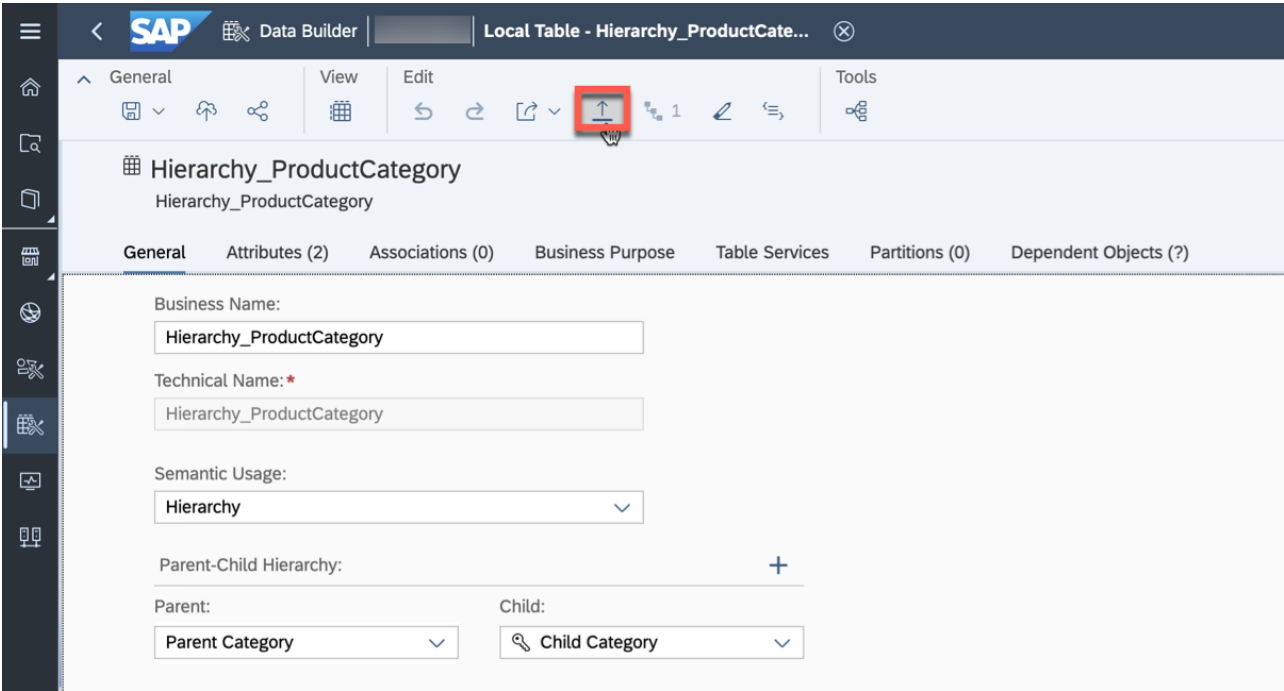 SAP Data Builder Local Table - Hierarchy_ProductCate...
General View Edit Tools
1
Hierarchy_ProductCategory
Hierarchy_ProductCategory
General Attributes (2) Associations (0) Business Purpose Table Services Partitions (0) Dependent Objects (?)
Business Name:
Hierarchy_ProductCategory
Technical Name:*
Hierarchy_ProductCategory
Semantic Usage:
Hierarchy
Parent-Child Hierarchy:
Parent: Child:
Parent Category Child Category